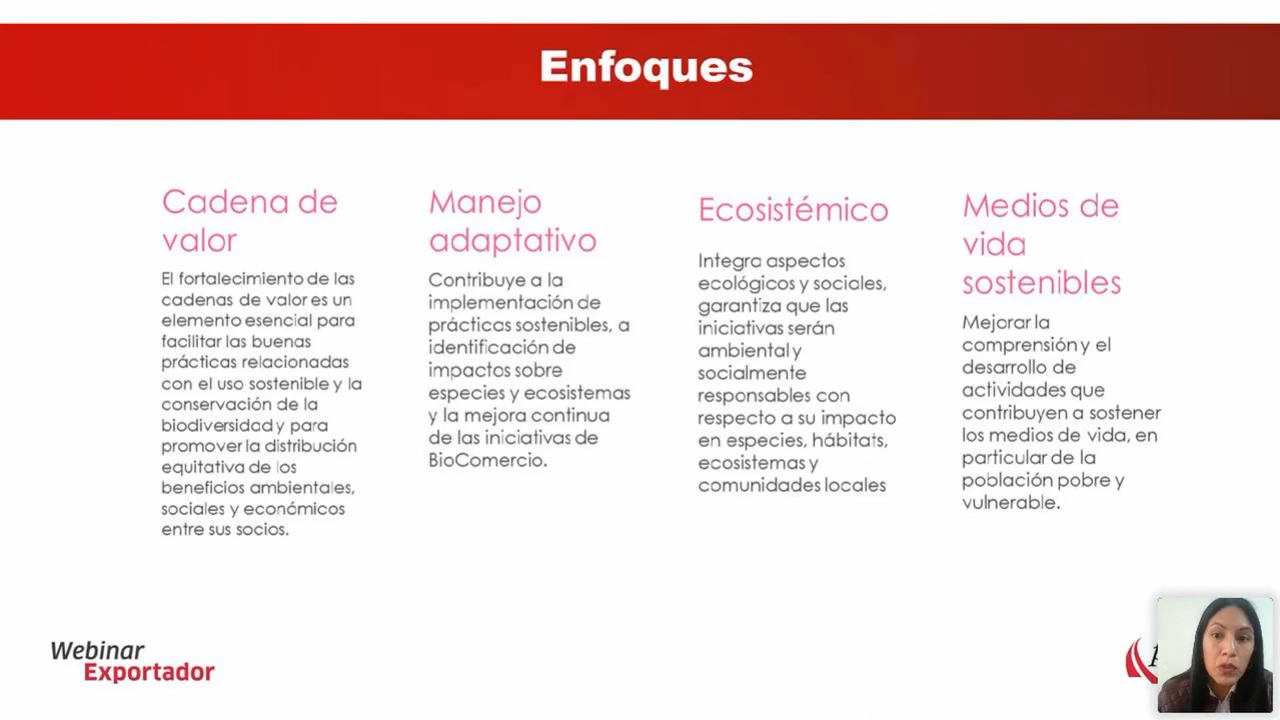 Enfoques
Cadena de
valor
El fortalecimiento de las
cadenas de valor es un
elemento esencial para
facilitar las buenas
prácticas relacionadas
con el uso sostenible y la
conservación de la
biodiversidad y para
promover la distribución
equitativa de los
beneficios ambientales,
sociales y económicos
entre sus socios.
Manejo
adaptativo
Contribuye a la
implementación de
prácticas sostenibles, a
identificación de
impactos sobre
especies y ecosistemas
y la mejora continua
de las iniciativas de
BioComercio.
Ecosistémico
Integra aspectos
ecológicos y sociales,
garantiza que las
iniciativas serán
ambiental y
socialmente
responsables con
respecto a su impacto
en especies, hábitats,
ecosistemas y
comunidades locales
Medios de
vida
sostenibles
Mejorar la
comprensión y el
desarrollo de
actividades que
contribuyen a sostener
los medios de vida, en
particular de la
población pobre y
vulnerable.
Webinar
Exportador